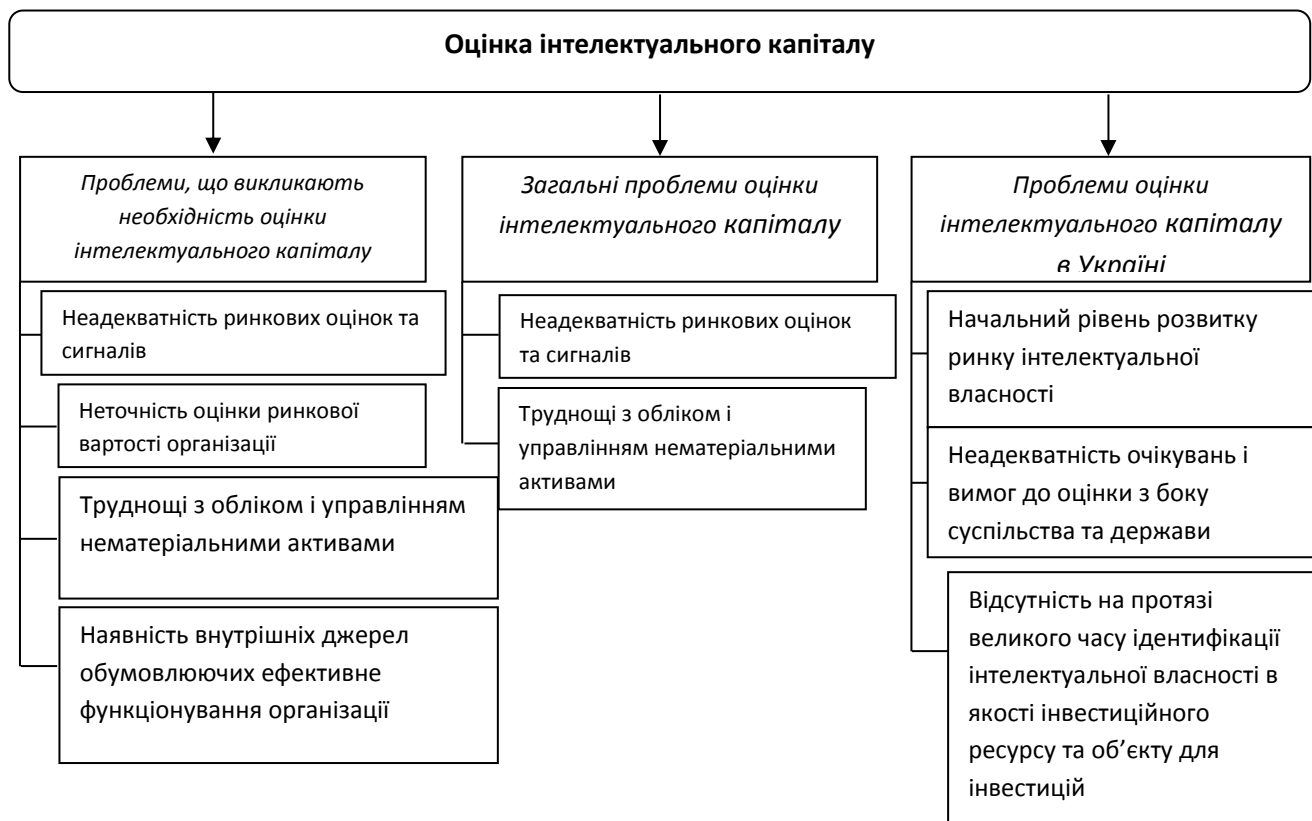 Оцінка інтелектуального капіталу
Проблеми, що викликають
необхідність оцінки
інтелектуального капіталу
Неадекватність ринкових оцінок та
сигналів
Неточність оцінки ринкової
вартості організації
Труднощі з обліком і управлінням
нематеріальними активами
Наявність внутрішніх джерел
обумовлюючих ефективне
функціонування організації
Загальні проблеми оцінки
інтелектуального капіталу
Неадекватність ринкових оцінок
та сигналів
Труднощі з обліком і
управлінням нематеріальними
активами
Проблеми оцінки
інтелектуального капіталу
в Україні
Начальний рівень розвитку
ринку інтелектуальної
власності
Неадекватність очікувань і
вимог до оцінки з боку
суспільства та держави
Відсутність на протязі
великого часу ідентифікації
інтелектуальної власності в
якості інвестиційного
ресурсу та об’єкту для
інвестицій